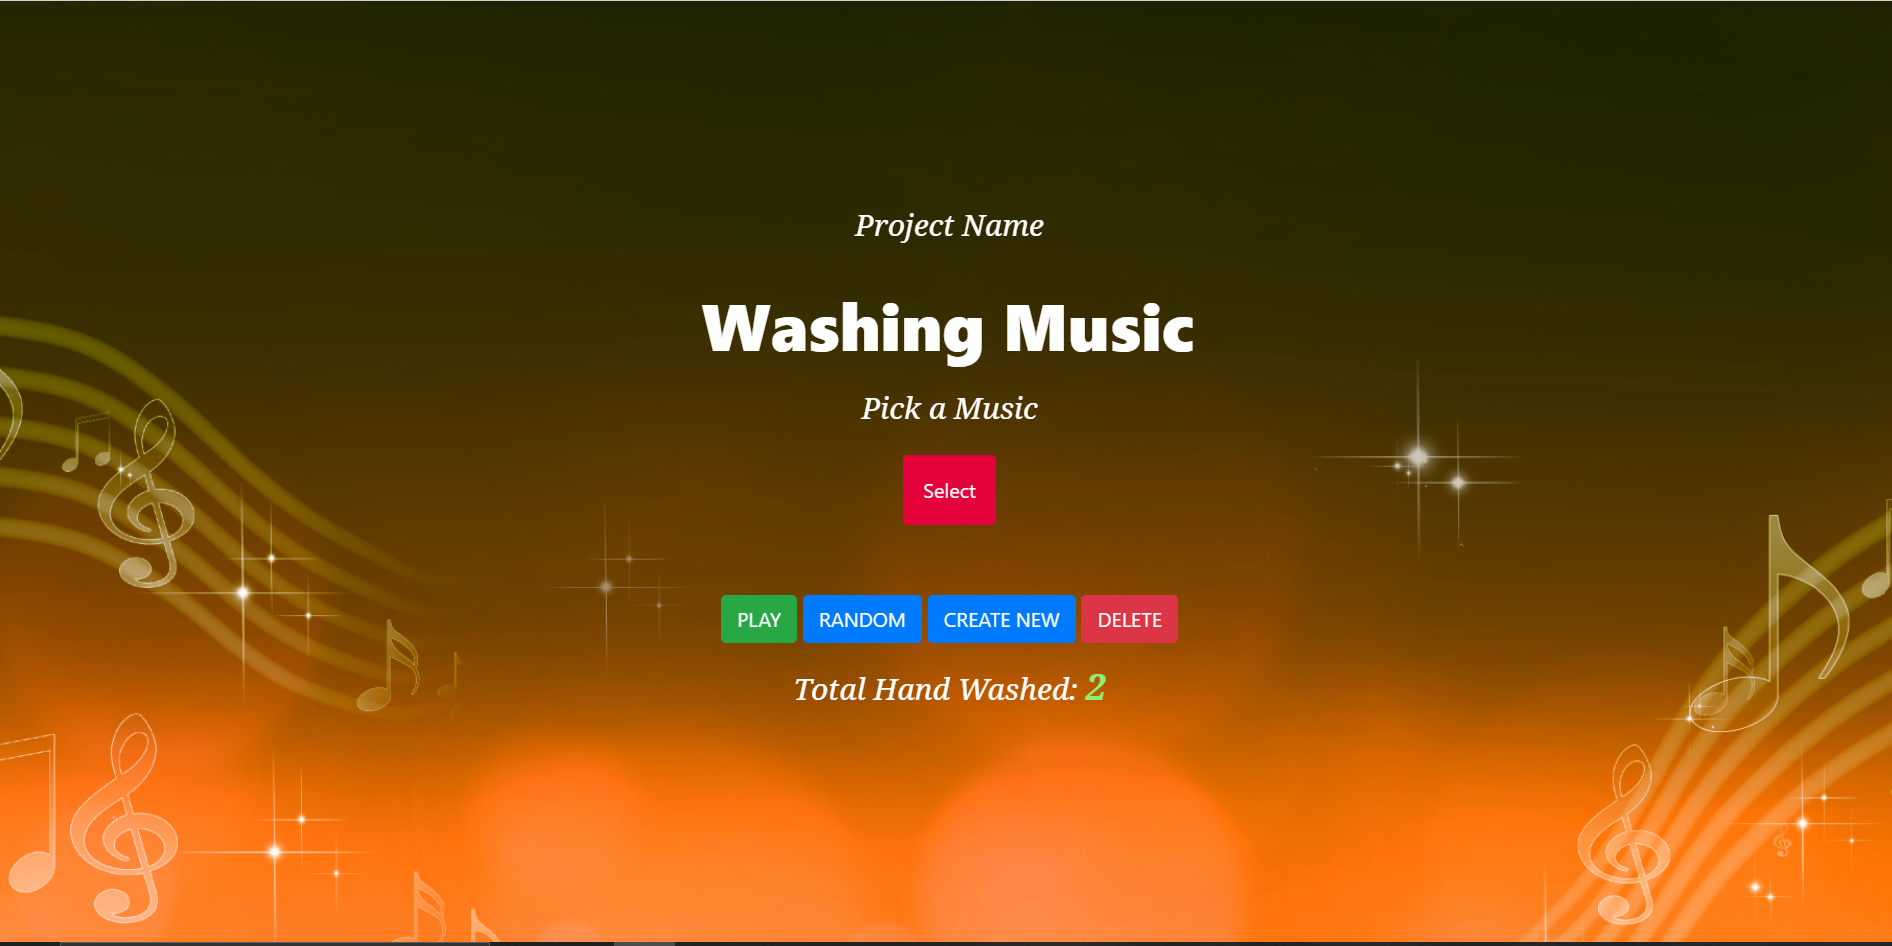 Project Name
Washing Music
Pick a Music
Select
PLAY RANDOM CREATE NEW DELETE
Total Hand Washed: 2